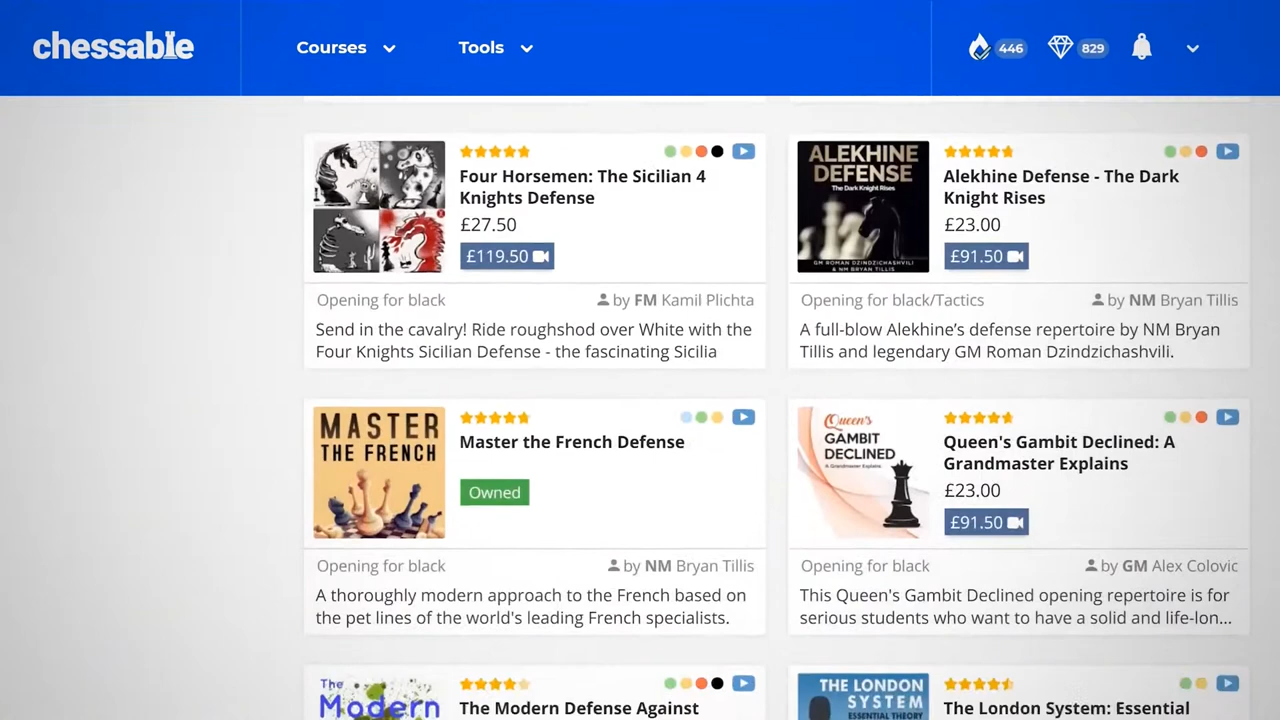 chessable
Courses
Tools
446
829
Four Horsemen: The Sicilian 4
Knights Defense
£27.50
£119.50
Opening for black
by FM Kamil Plichta
Send in the cavalry! Ride roughshod over White with the
Four Knights Sicilian Defense - the fascinating Sicilia
ALEKHINE
DEFENSE
The Dark Knight Rises
GM ROMAN DZINDZICHASHVILI
& NM BRYAN TILLIS
Alekhine Defense - The Dark
Knight Rises
£23.00
£91.50
Opening for black/Tactics
by NM Bryan Tillis
A full-blow Alekhine’s defense repertoire by NM Bryan
Tillis and legendary GM Roman Dzindzichashvili.
MASTER
THE FRENCH
Master the French Defense
Owned
Opening for black
by NM Bryan Tillis
A thoroughly modern approach to the French based on
the pet lines of the world's leading French specialists.
Queen's
GAMBIT
DECLINED
A Grandmaster Explains
Queen's Gambit Declined: A
Grandmaster Explains
£23.00
£91.50
Opening for black
by GM Alex Colovic
This Queen's Gambit Declined opening repertoire is for
serious students who want to have a solid and life-lon...
The
Modern
The Modern Defense Against
THE LONDON
SYSTEM
ESSENTIAL THEORY
The London System: Essential